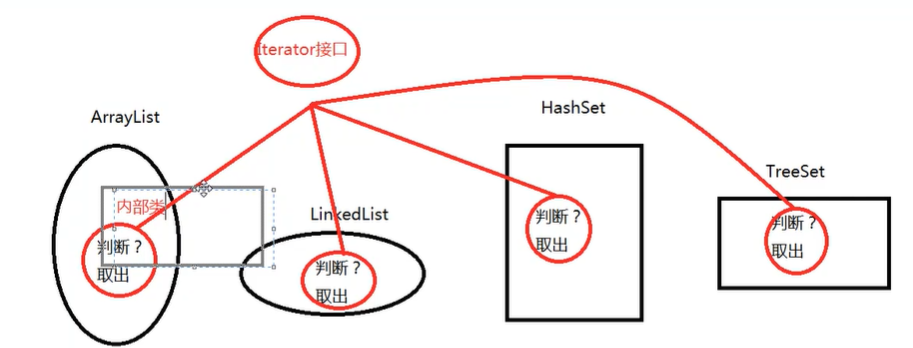 Iterator接口
ArrayList
HashSet
TreeSet
内部类
LinkedList
判断？
取出
判断？
取出
判断？
取出
判断？
取出